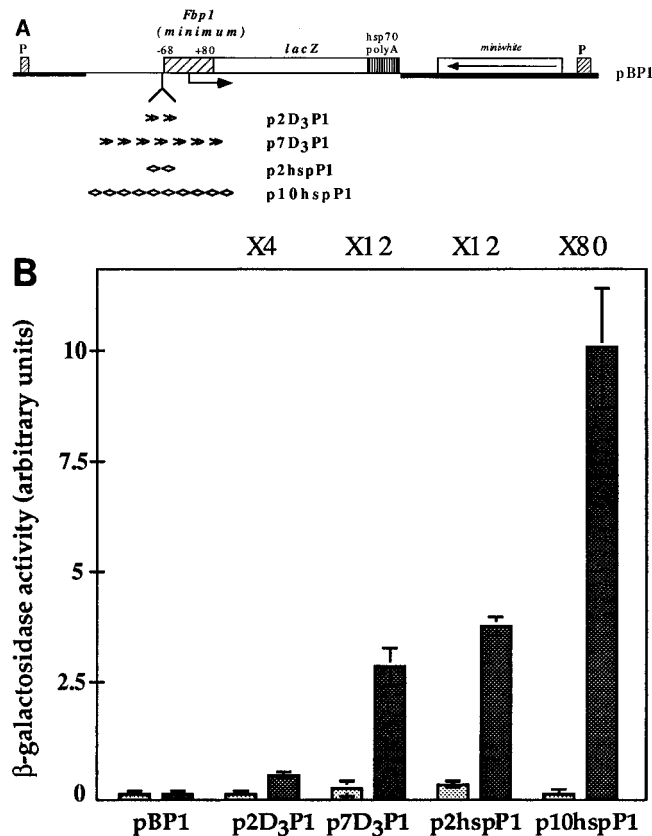 A
Fbp1
(minimum)
P
-68
+80
lacZ
hsp70
polyA
miniwhite
P
pBP1
p2D₃P1
p7D₃P1
p2hspP1
p10hspP1
B
X4 X12 X12 X80
β-galactosidase activity (arbitrary units)
10
7.5
5
2.5
0
pBP1 p2D₃P1 p7D₃P1 p2hspP1 p10hspP1